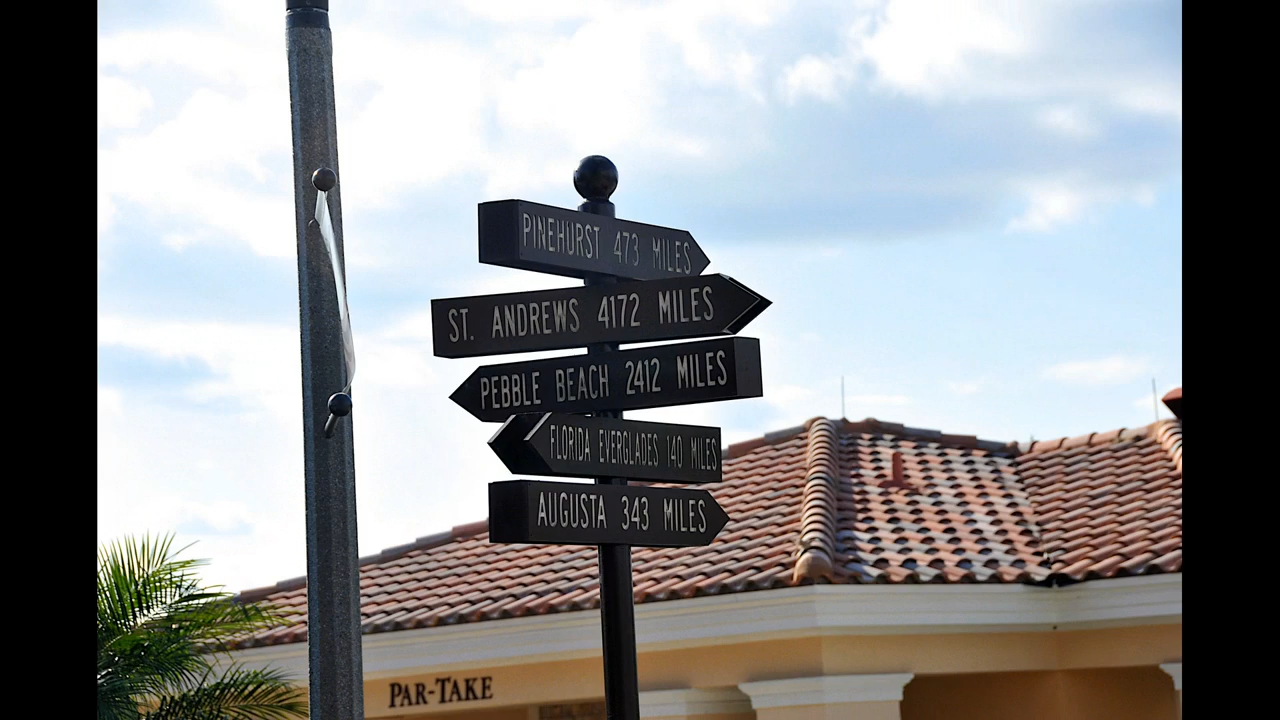 PINEHURST 473 MILES
ST. ANDREWS 4172 MILES
PEBBLE BEACH 2412 MILES
FLORIDA EVERGLADES 140 MILES
AUGUSTA 343 MILES
PAR-TAKE